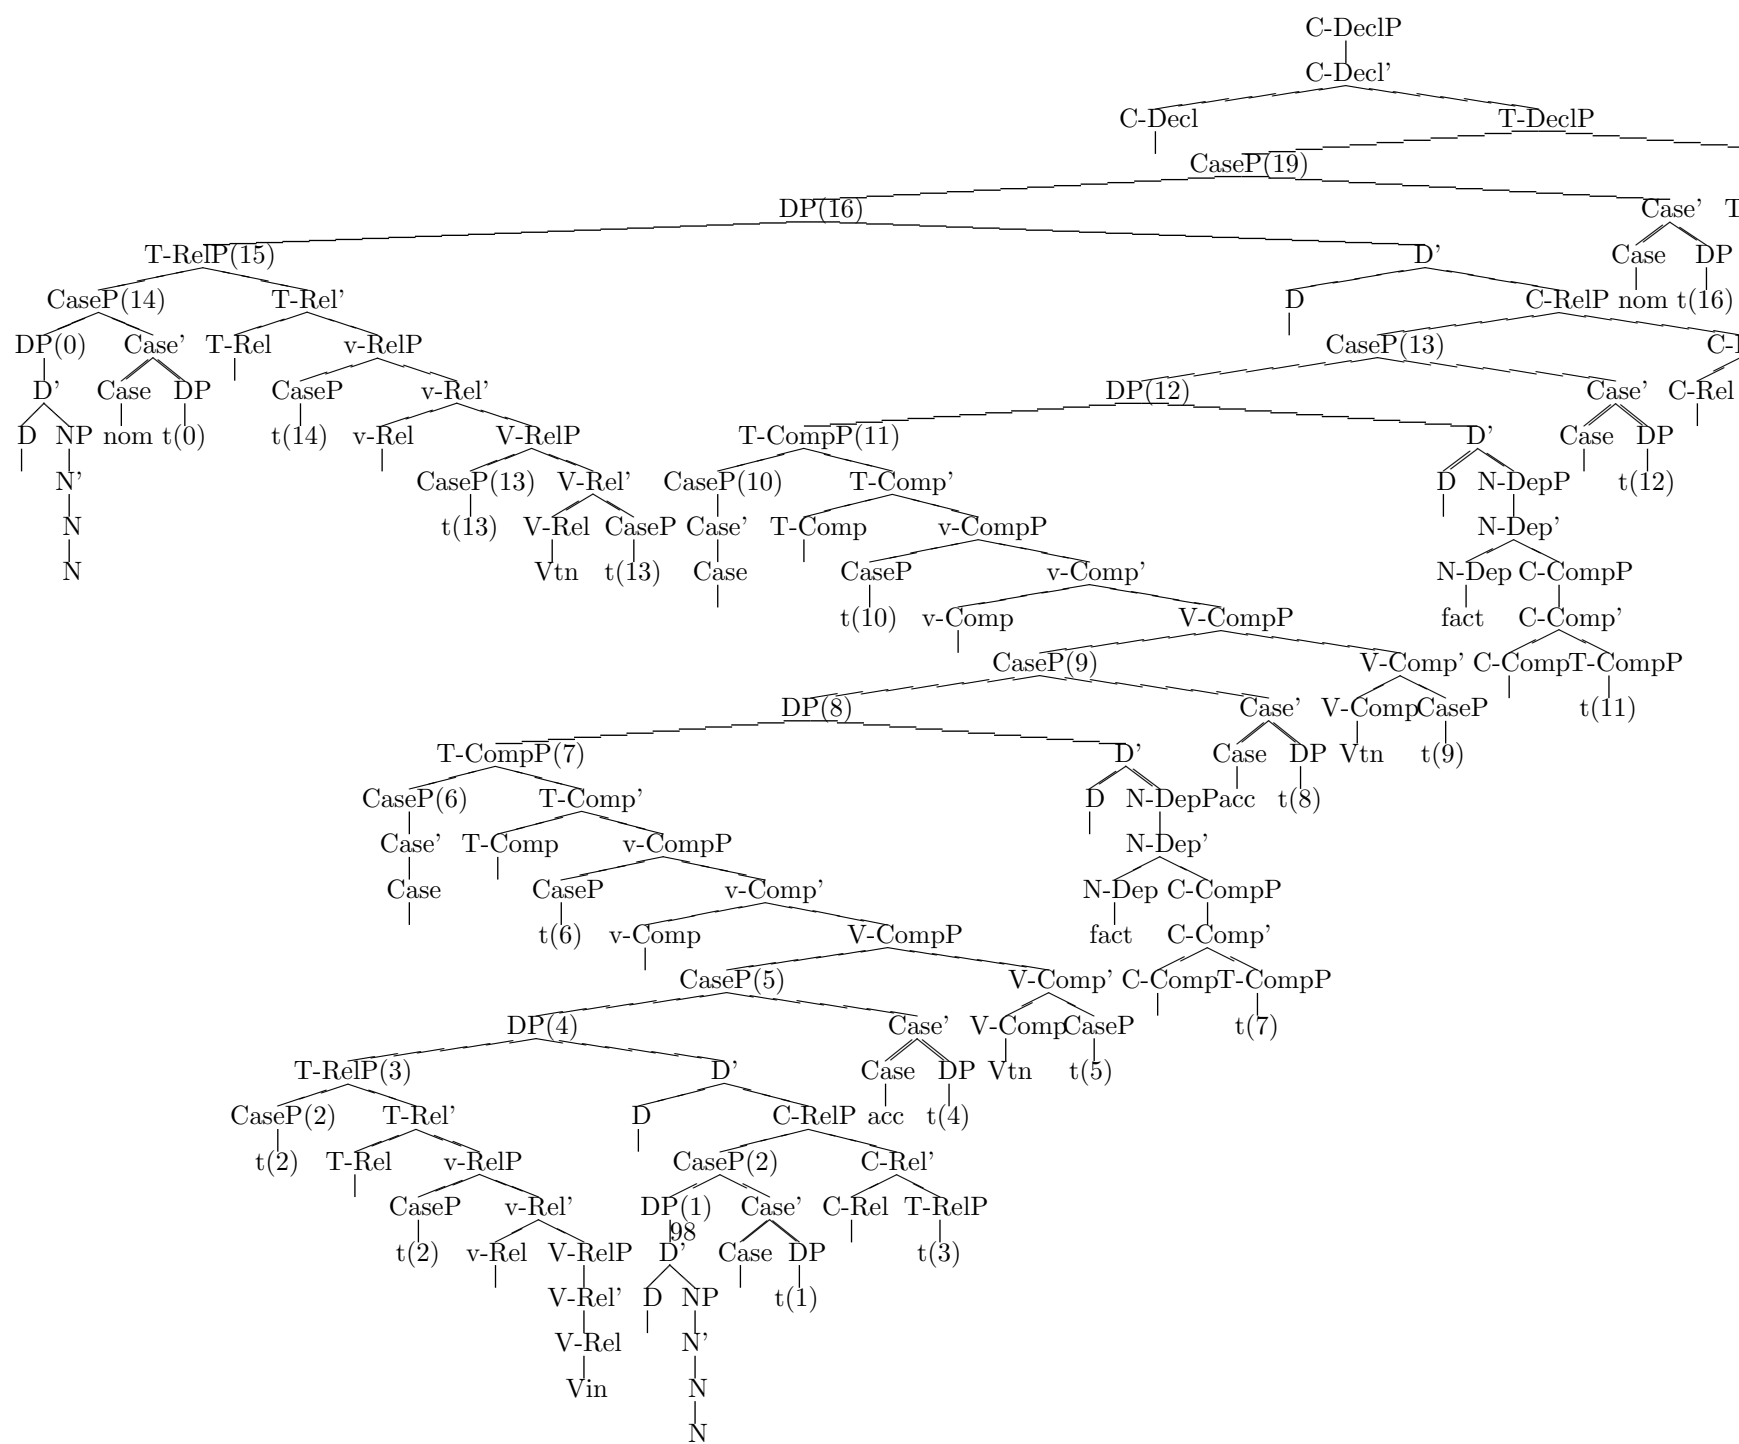 C-DeclP
C-Decl'
C-Decl T-DeclP
CaseP(19)
DP(16) Case'
T-RelP(15) D' Case DP
CaseP(14) T-Rel' D C-RelP nom t(16)
DP(0) Case' T-Rel v-RelP CaseP(13)
D' Case DP CaseP v-Rel' DP(12) Case' C-Rel
D NP nom t(0) t(14) v-Rel V-RelP T-CompP(11) D' Case DP
N' CaseP(13) V-Rel' CaseP(10) T-Comp' D N-DepP t(12)
N t(13) V-Rel CaseP Case' T-Comp v-CompP N-Dep'
N Vtn t(13) Case CaseP v-Comp' N-Dep C-CompP
t(10) v-Comp V-CompP fact C-Comp'
CaseP(9) V-Comp' C-Comp T-CompP
DP(8) Case' V-Comp CaseP t(11)
T-CompP(7) D' Case DP Vtn t(9)
CaseP(6) T-Comp' D N-DepP acc t(8)
Case' T-Comp v-CompP N-Dep'
Case CaseP v-Comp' N-Dep C-CompP
t(6) v-Comp V-CompP fact C-Comp'
CaseP(5) V-Comp' C-Comp T-CompP
DP(4) Case' V-Comp CaseP t(7)
T-RelP(3) D' Case DP Vtn t(5)
CaseP(2) T-Rel' D C-RelP acc t(4)
t(2) T-Rel v-RelP CaseP(2) C-Rel'
CaseP v-Rel' DP(1) Case' C-Rel T-RelP
98
t(2) v-Rel V-RelP D' Case DP t(3)
V-Rel' D NP t(1)
V-Rel N'
Vin N
N